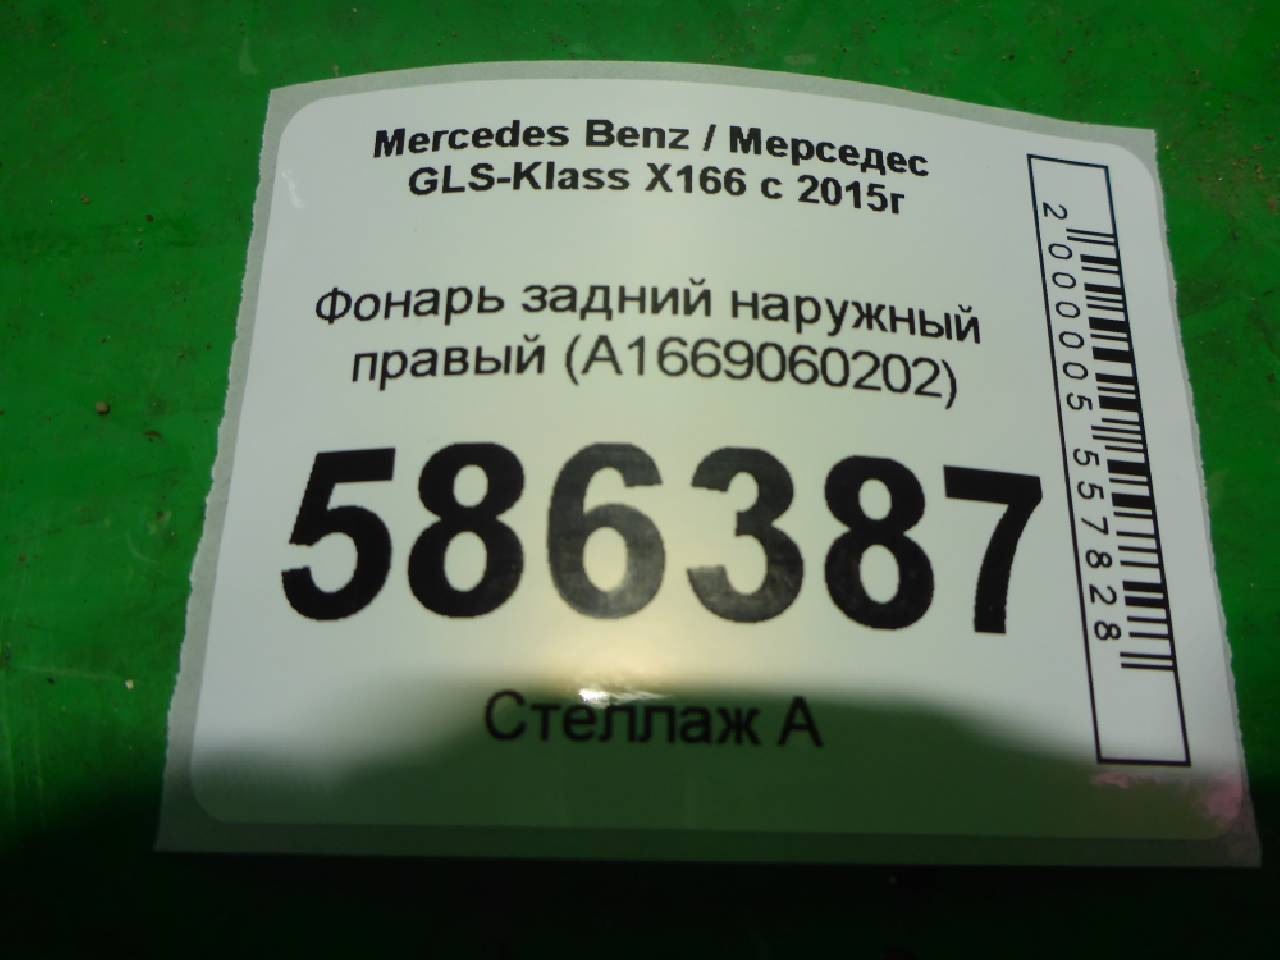 Mercedes Benz / Мерседес
GLS-Klass X166 с 2015г
Фонарь задний наружный
правый (A1669060202)
586387
Стеллаж А
2000005557828